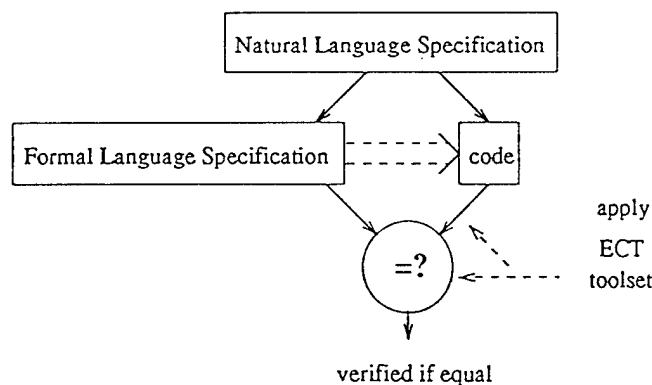 Natural Language Specification
Formal Language Specification
code
apply
=?
ECT
toolset
verified if equal